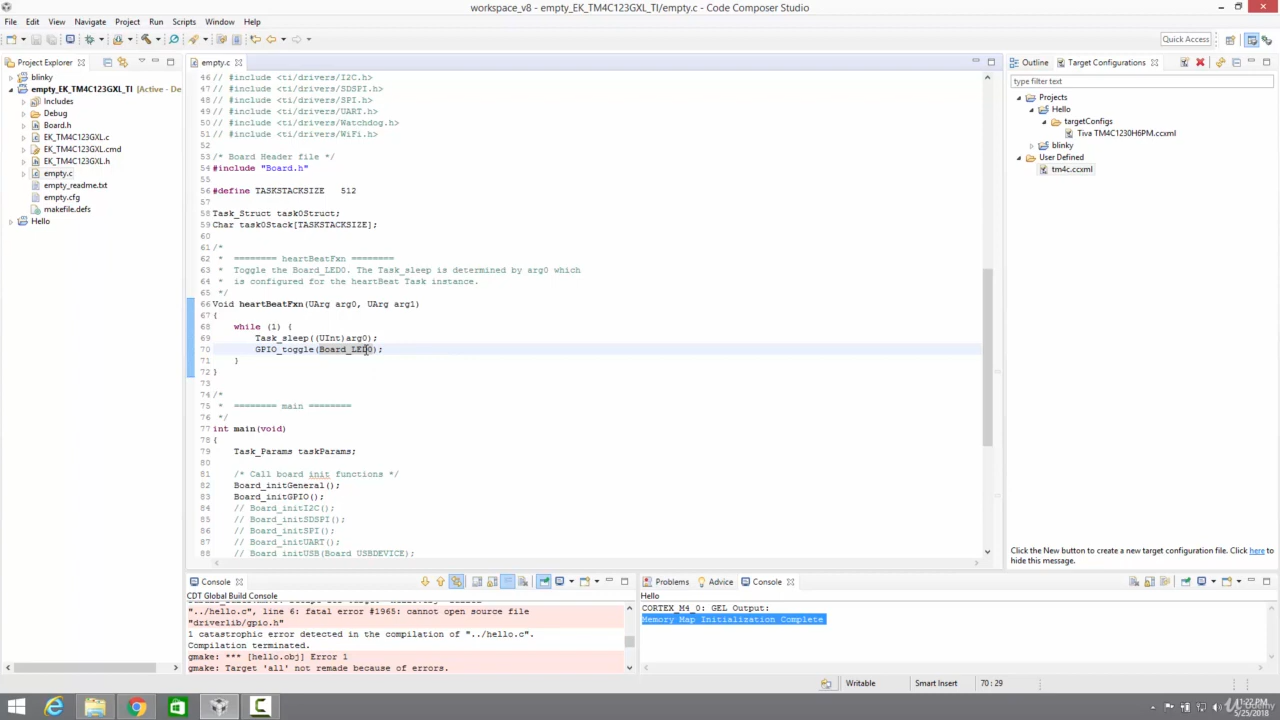 workspace_v8 - empty_EK_TM4C123GXL_TI/empty.c - Code Composer Studio
File Edit View Navigate Project Run Scripts Window Help
Quick Access
Project Explorer
blinky
empty_EK_TM4C123GXL_TI [Active - De
Includes
Debug
Board.h
EK_TM4C123GXL.c
EK_TM4C123GXL.cmd
EK_TM4C123GXL.h
empty.c
empty_readme.txt
empty.cfg
makefile.defs
Hello
empty.c
46 // #include <ti/drivers/I2C.h>
47 // #include <ti/drivers/SDSPI.h>
48 // #include <ti/drivers/SPI.h>
49 // #include <ti/drivers/UART.h>
50 // #include <ti/drivers/Watchdog.h>
51 // #include <ti/drivers/WiFi.h>
52
53 /* Board Header file */
54 #include "Board.h"
55
56 #define TASKSTACKSIZE   512
57
58 Task_Struct task0Struct;
59 Char task0Stack[TASKSTACKSIZE];
60
61 /*
62  *  ======== heartBeatFxn ========
63  *  Toggle the Board_LED0. The Task_sleep is determined by arg0 which
64  *  is configured for the heartBeat Task instance.
65  */
66 Void heartBeatFxn(UArg arg0, UArg arg1)
67 {
68     while (1) {
69         Task_sleep((UInt)arg0);
70         GPIO_toggle(Board_LED0);
71     }
72 }
73
74 /*
75  *  ======== main ========
76  */
77 int main(void)
78 {
79     Task_Params taskParams;
80
81     /* Call board init functions */
82     Board_initGeneral();
83     Board_initGPIO();
84     // Board_initI2C();
85     // Board_initSDSPI();
86     // Board_initSPI();
87     // Board_initUART();
88     // Board_initUSB(Board_USBDEVICE);
Outline Target Configurations
type filter text
Projects
Hello
targetConfigs
Tiva TM4C1230H6PM.ccxml
blinky
User Defined
tm4c.ccxml
Click the New button to create a new target configuration file. Click here to
hide this message.
Console
CDT Global Build Console
"../hello.c", line 6: fatal error #1965: cannot open source file
"driverlib/gpio.h"
1 catastrophic error detected in the compilation of "../hello.c".
Compilation terminated.
gmake: *** [hello.obj] Error 1
gmake: Target 'all' not remade because of errors.
Problems Advice Console
Hello
CORTEX_M4_0: GEL Output:
Memory Map Initialization Complete
Writable Smart Insert 70 : 29
5/25/2018